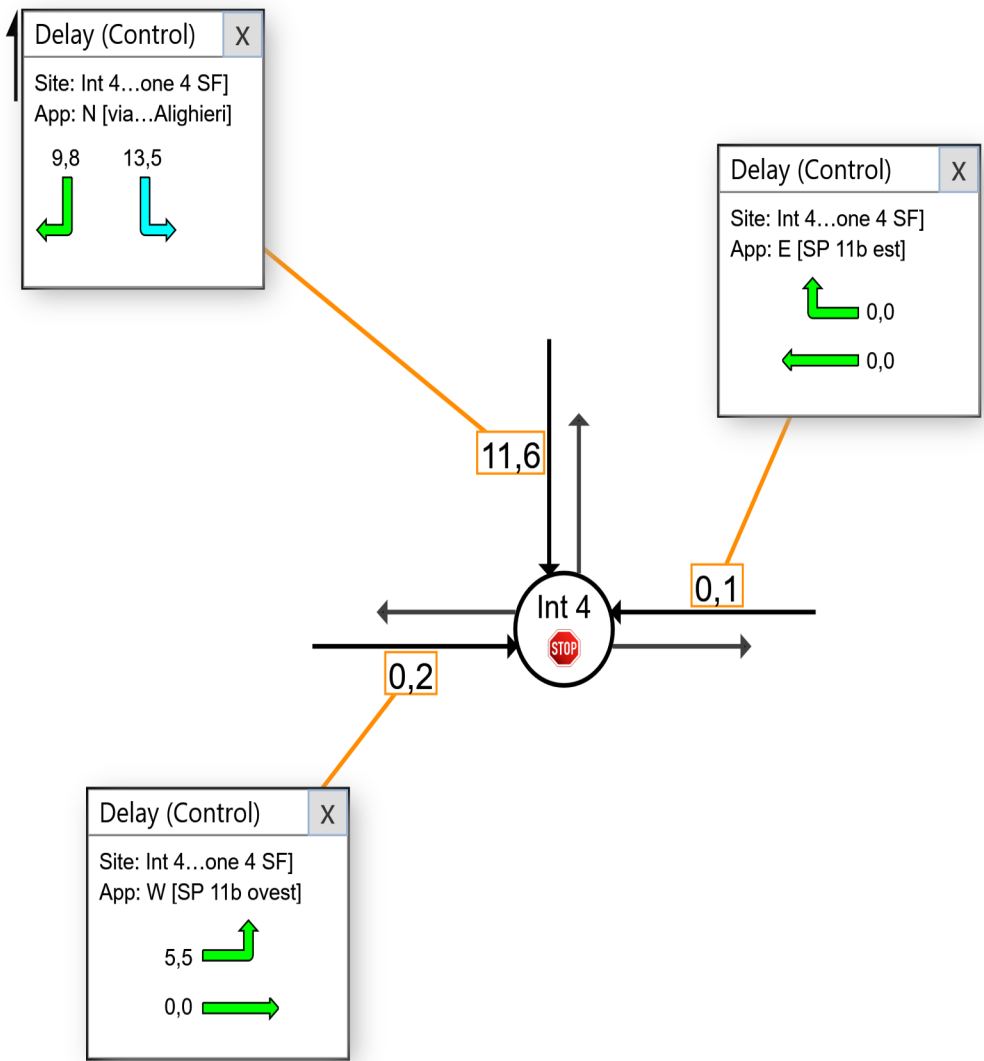 Delay (Control) X
Site: Int 4...one 4 SF]
App: N [via...Alighieri]
9,8 13,5
Delay (Control) X
Site: Int 4...one 4 SF]
App: E [SP 11b est]
0,0
0,0
11,6
0,1
Int 4
STOP
0,2
Delay (Control) X
Site: Int 4...one 4 SF]
App: W [SP 11b ovest]
5,5
0,0